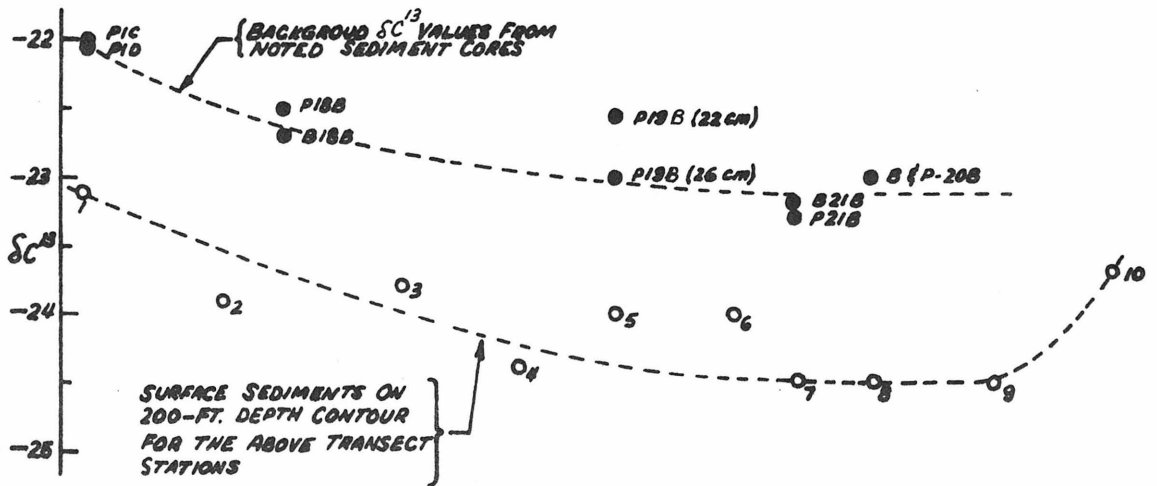 -22
P1C
P1D
BACKGROUD δC¹³ VALUES FROM
NOTED SEDIMENT CORES
P18B
B18B
P19B (22 cm)
-23
P19B (26 cm)
B & P-20B
B21B
P21B
1
δC¹³
2
3
-24
5
6
10
4
7
8
9
SURFACE SEDIMENTS ON
200-FT. DEPTH CONTOUR
FOR THE ABOVE TRANSECT
STATIONS
-25